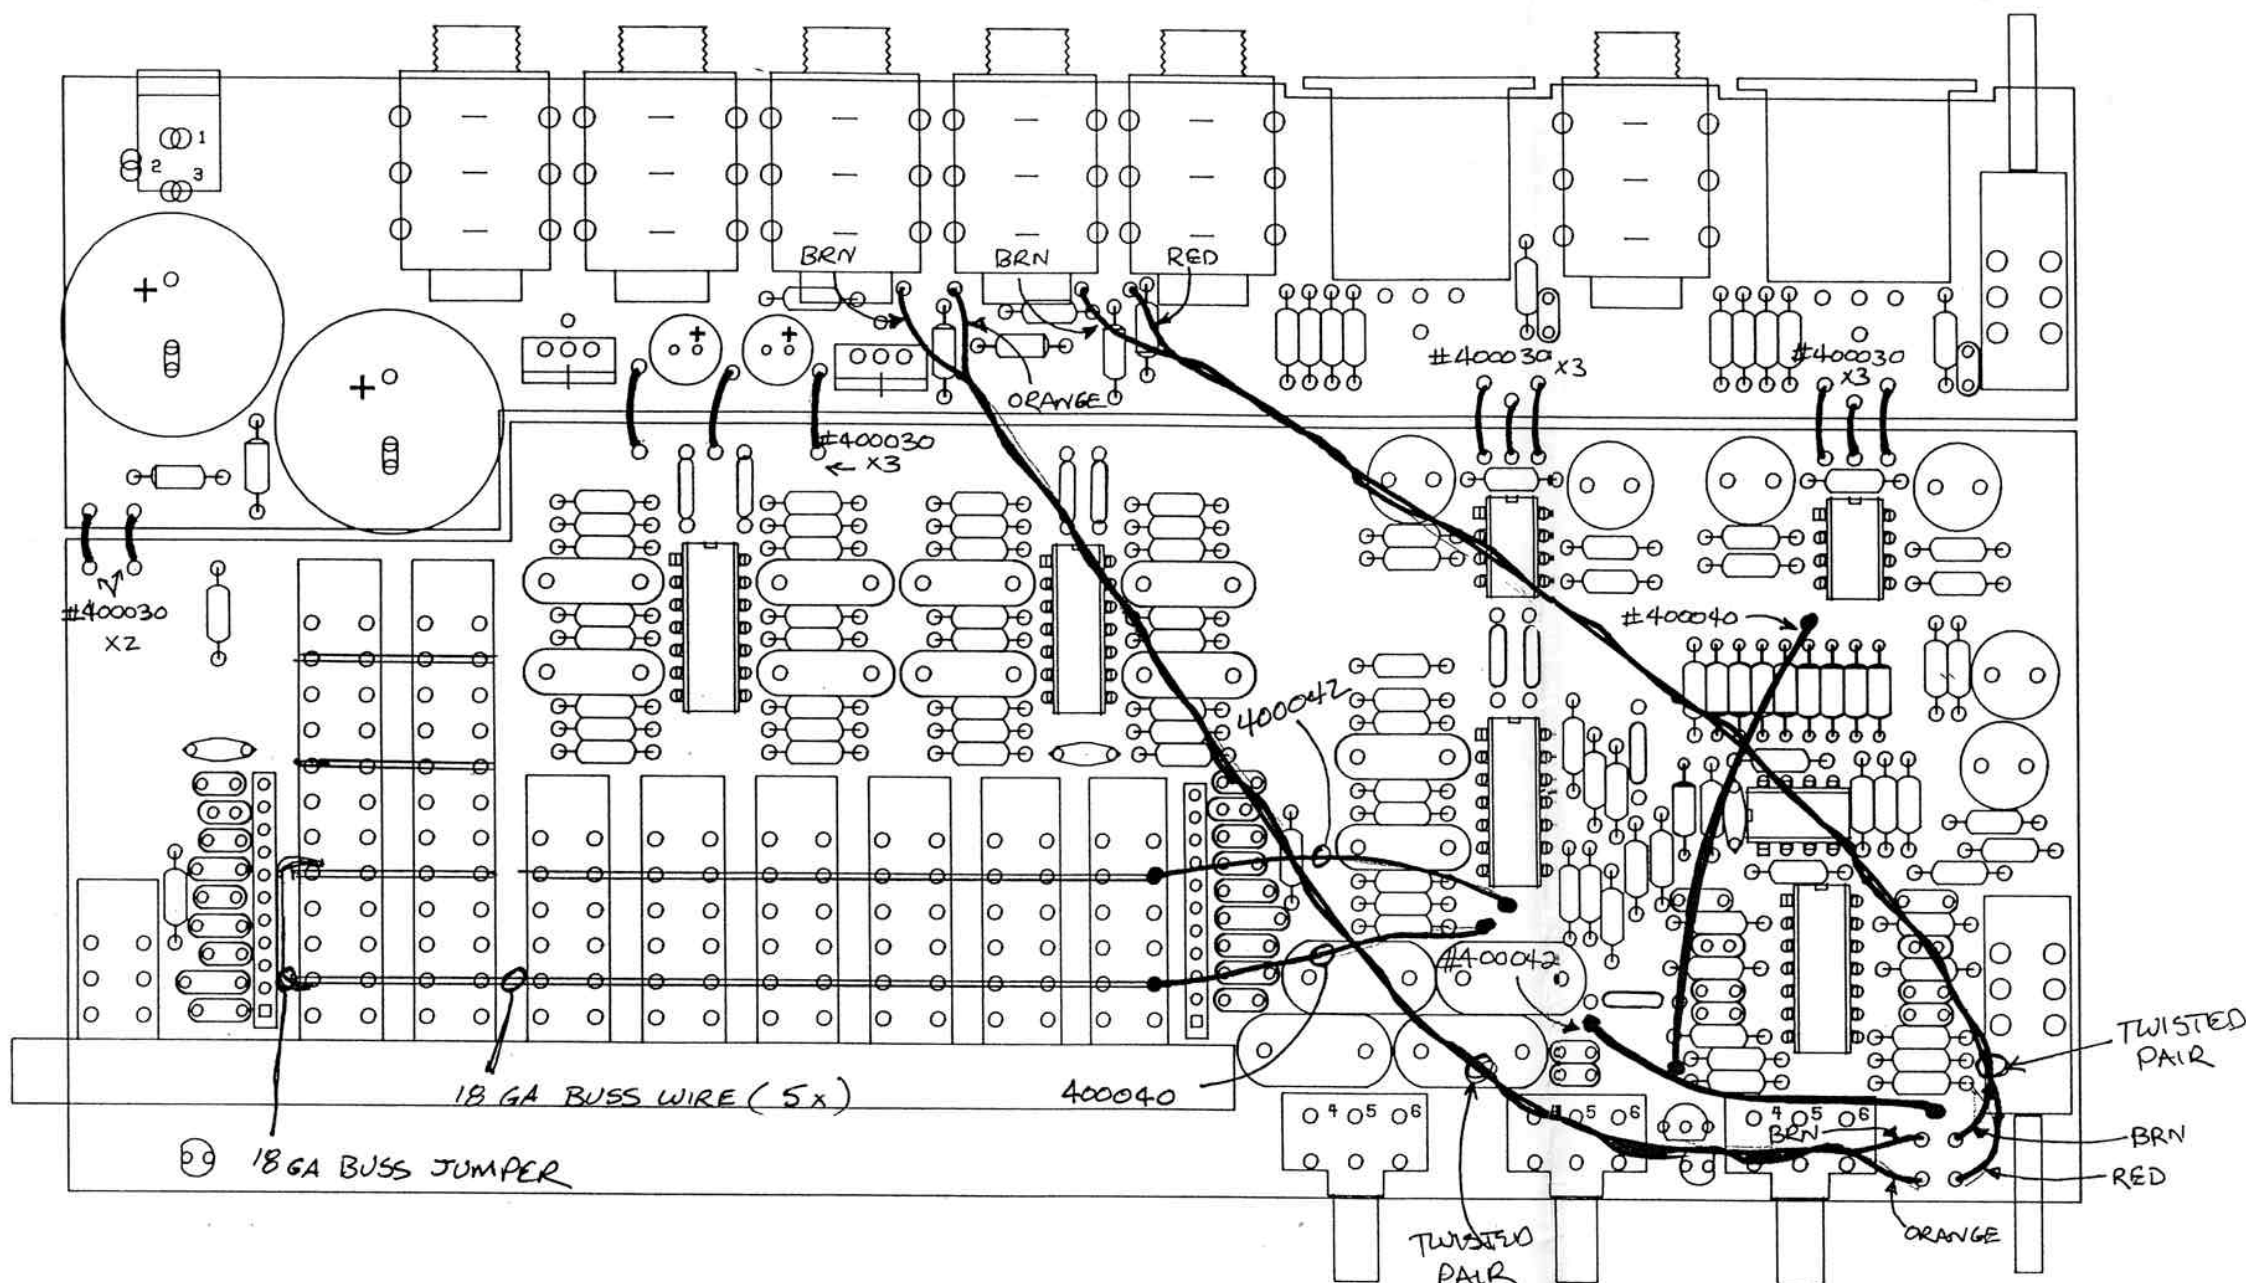 1
2
3
+
+
+
+
BRN
BRN
RED
ORANGE
#400030
x3
#400030
x3
#400030
x3
#400030
x2
#400040
400042
#400042
400040
18 GA BUSS WIRE (5x)
18 GA BUSS JUMPER
4 5 6
5 6
4 5 6
BRN
BRN
RED
ORANGE
TWISTED
PAIR
TWISTED
PAIR